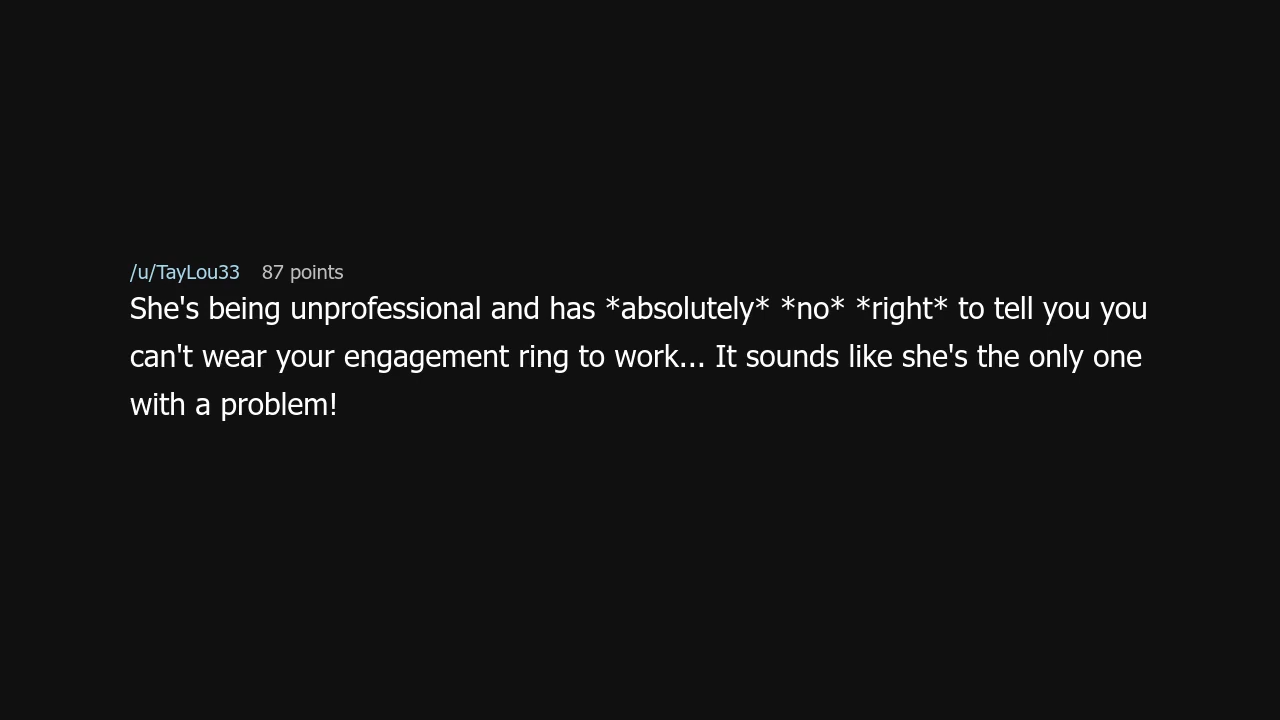 /u/TayLou33 87 points
She's being unprofessional and has *absolutely* *no* *right* to tell you you
can't wear your engagement ring to work... It sounds like she's the only one
with a problem!